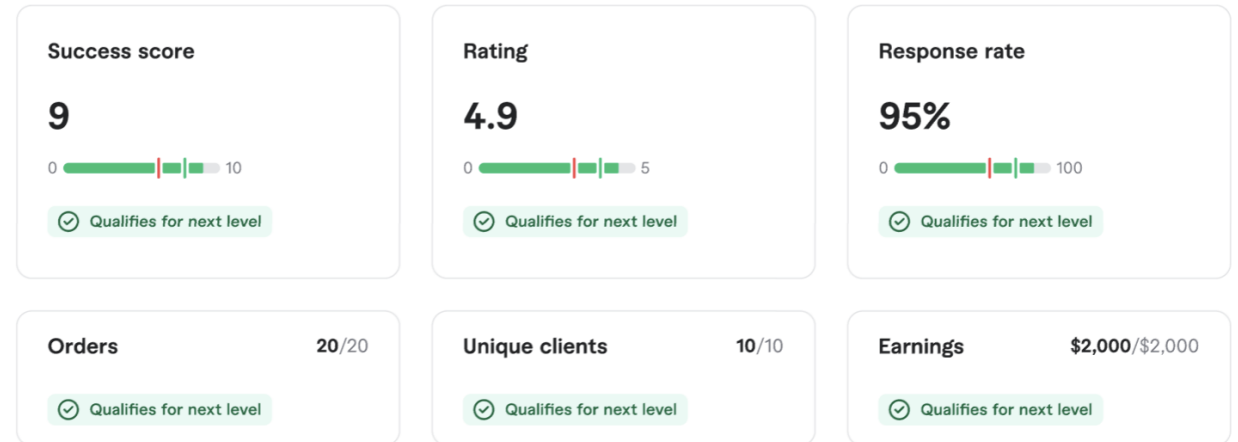 Success score
9
0 10
Qualifies for next level
Rating
4.9
0 5
Qualifies for next level
Response rate
95%
0 100
Qualifies for next level
Orders 20/20
Qualifies for next level
Unique clients 10/10
Qualifies for next level
Earnings $2,000/$2,000
Qualifies for next level